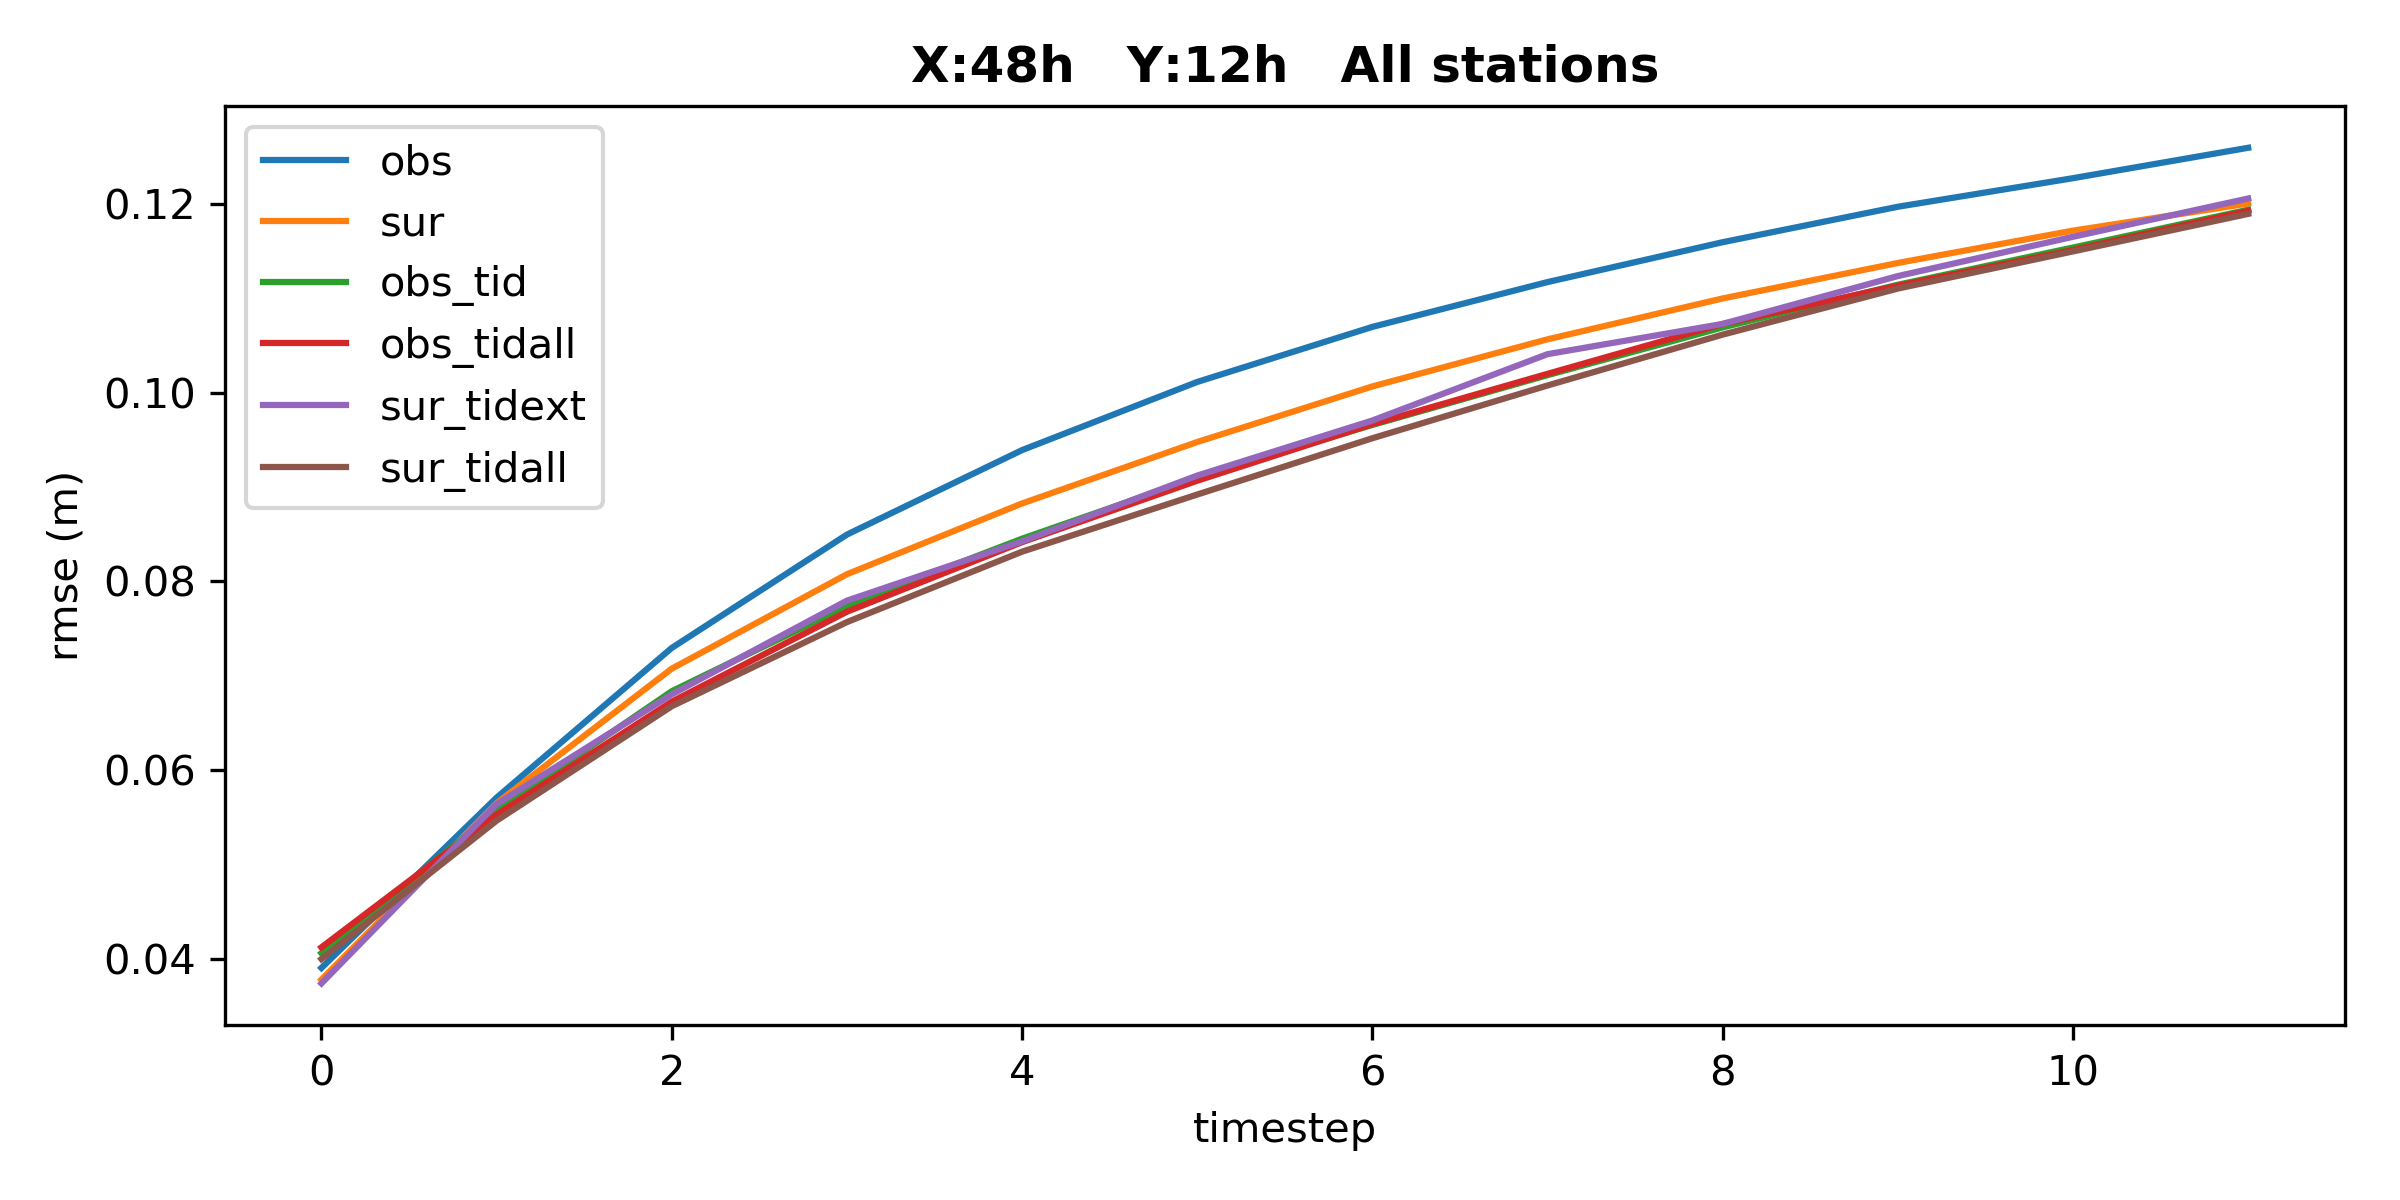 X:48h   Y:12h   All stations
obs
sur
obs_tid
obs_tidall
sur_tidext
sur_tidall
rmse (m)
0.12
0.10
0.08
0.06
0.04
0 2 4 6 8 10
timestep